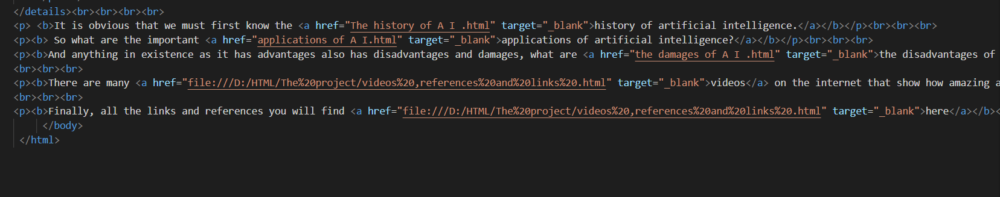 </details><br><br><br><br>
<p> <b>It is obvious that we must first know the <a href="The history of A I .html" target="_blank">history of artificial intelligence.</a></b></p><br><br><br>
<p><b> So what are the important <a href="applications of A I.html" target="_blank">applications of artificial intelligence?</a></b></p><br><br><br>
<p><b>And anything in existence as it has advantages also has disadvantages and damages, what are <a href="the damages of A I .html" target="_blank">the disadvantages of
<br><br><br>
<p><b>There are many <a href="file:///D:/HTML/The%20project/videos%20,references%20and%20links%20.html" target="_blank">videos</a> on the internet that show how amazing a
<br><br><br>
<p><b>Finally, all the links and references you will find <a href="file:///D:/HTML/The%20project/videos%20,references%20and%20links%20.html" target="_blank">here</a></b><
</body>
</html>